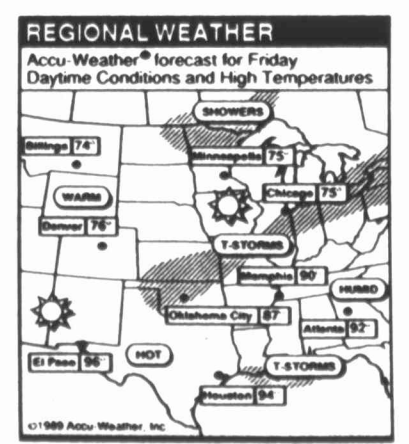 REGIONAL WEATHER
Accu-Weather® forecast for Friday
Daytime Conditions and High Temperatures
SHOWERS
Billings 74°
Minneapolis 75°
Chicago 75°
WARM
Denver 76°
T-STORMS
Memphis 90°
HUMID
Oklahoma City 87°
Atlanta 92°
El Paso 96°
HOT
T-STORMS
Houston 94°
©1989 Accu-Weather, Inc